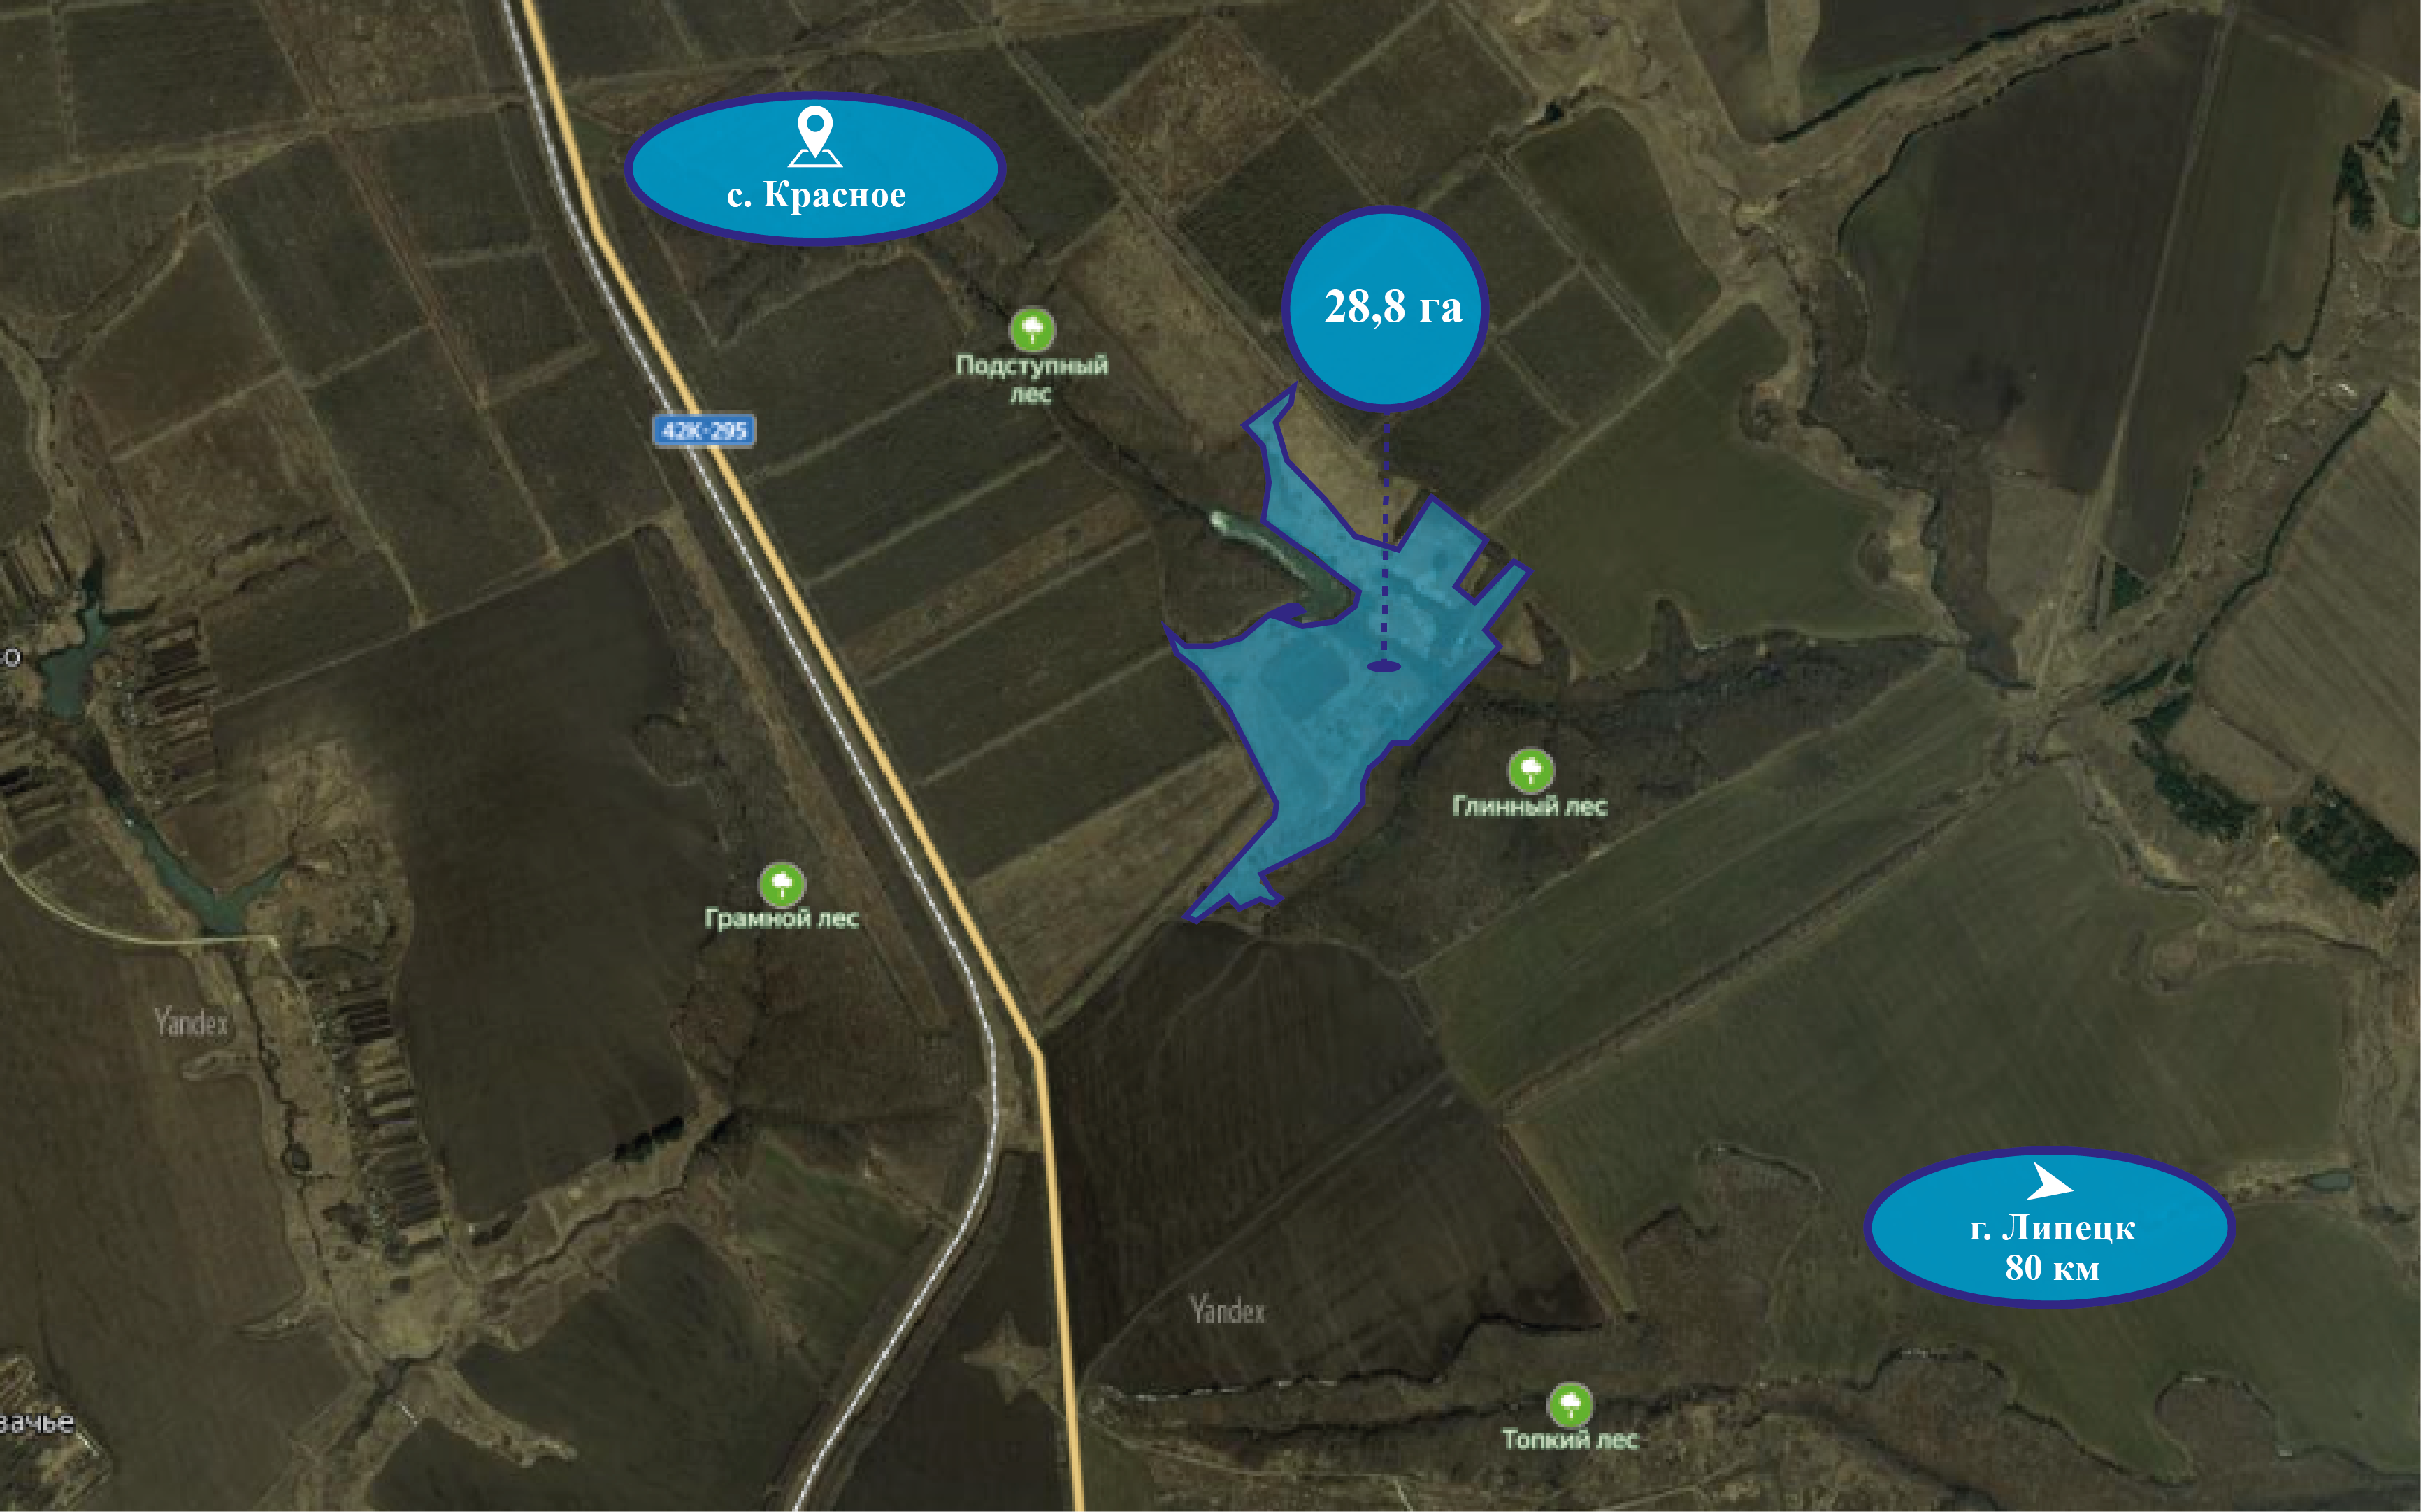 с. Красное
28,8 га
Подступный
лес
42К-295
Глинный лес
Грамной лес
Yandex
г. Липецк
80 км
Yandex
Топкий лес